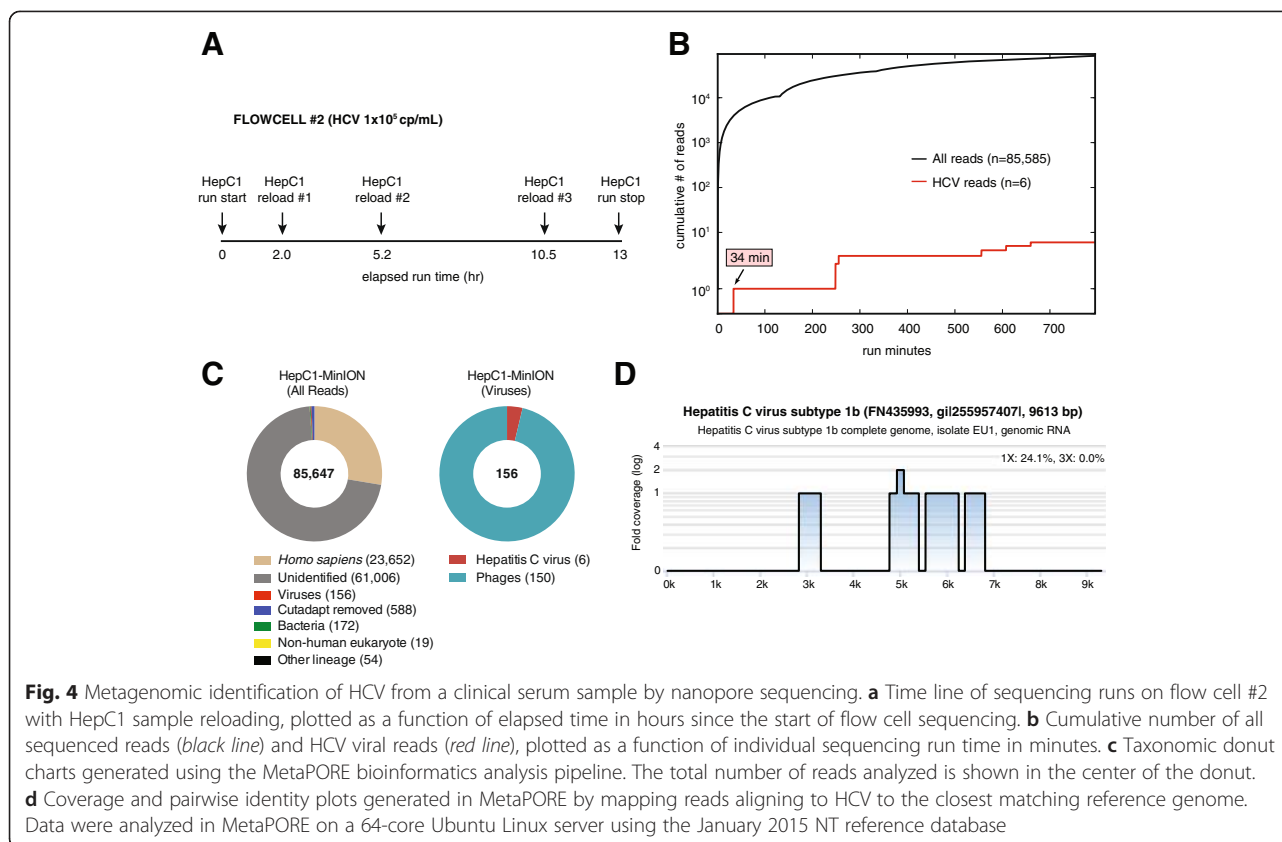 A
FLOWCELL #2 (HCV 1x10⁵ cp/mL)
HepC1 HepC1 HepC1 HepC1 HepC1
run start reload #1 reload #2 reload #3 run stop
0 2.0 5.2 10.5 13
elapsed run time (hr)
B
cumulative # of reads
10⁴
10³
10²
10¹
10⁰
All reads (n=85,585)
HCV reads (n=6)
34 min
0 100 200 300 400 500 600 700
run minutes
C
HepC1-MinION
(All Reads)
85,647
Homo sapiens (23,652)
Unidentified (61,006)
Viruses (156)
Cutadapt removed (588)
Bacteria (172)
Non-human eukaryote (19)
Other lineage (54)
HepC1-MinION
(Viruses)
156
Hepatitis C virus (6)
Phages (150)
D
Hepatitis C virus subtype 1b (FN435993, gi|255957407|, 9613 bp)
Hepatitis C virus subtype 1b complete genome, isolate EU1, genomic RNA
1X: 24.1%, 3X: 0.0%
Fold coverage (log)
4
2
1
0
0k 1k 2k 3k 4k 5k 6k 7k 8k 9k
Fig. 4 Metagenomic identification of HCV from a clinical serum sample by nanopore sequencing. a Time line of sequencing runs on flow cell #2
with HepC1 sample reloading, plotted as a function of elapsed time in hours since the start of flow cell sequencing. b Cumulative number of all
sequenced reads (black line) and HCV viral reads (red line), plotted as a function of individual sequencing run time in minutes. c Taxonomic donut
charts generated using the MetaPORE bioinformatics analysis pipeline. The total number of reads analyzed is shown in the center of the donut.
d Coverage and pairwise identity plots generated in MetaPORE by mapping reads aligning to HCV to the closest matching reference genome.
Data were analyzed in MetaPORE on a 64-core Ubuntu Linux server using the January 2015 NT reference database